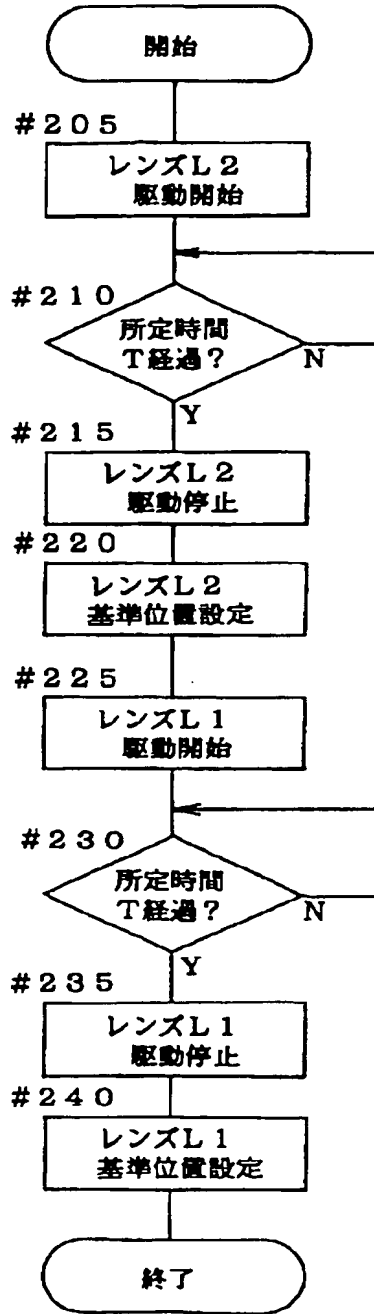 開始
#205
レンズL2
駆動開始
#210
所定時間
T経過?
N
Y
#215
レンズL2
駆動停止
#220
レンズL2
基準位置設定
#225
レンズL1
駆動開始
#230
所定時間
T経過?
N
Y
#235
レンズL1
駆動停止
#240
レンズL1
基準位置設定
終了